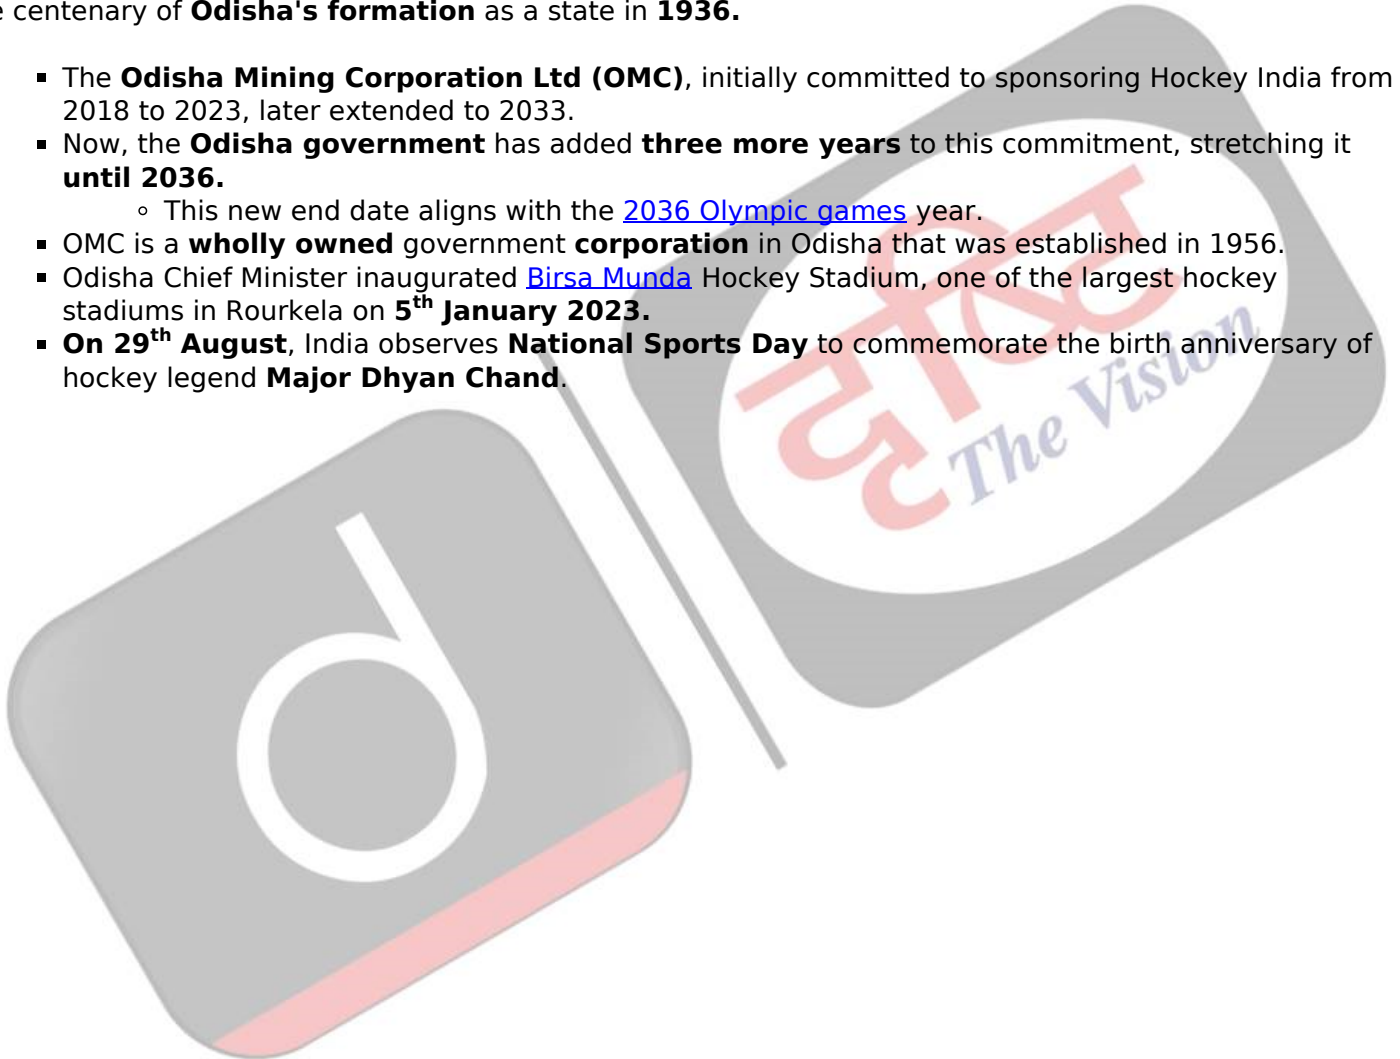 e centenary of Odisha's formation as a state in 1936.
▪ The Odisha Mining Corporation Ltd (OMC), initially committed to sponsoring Hockey India from
2018 to 2023, later extended to 2033.
▪ Now, the Odisha government has added three more years to this commitment, stretching it
until 2036.
◦ This new end date aligns with the 2036 Olympic games year.
▪ OMC is a wholly owned government corporation in Odisha that was established in 1956.
▪ Odisha Chief Minister inaugurated Birsa Munda Hockey Stadium, one of the largest hockey
stadiums in Rourkela on 5th January 2023.
▪ On 29th August, India observes National Sports Day to commemorate the birth anniversary of
hockey legend Major Dhyan Chand.
दृष्टि
The Vision
d